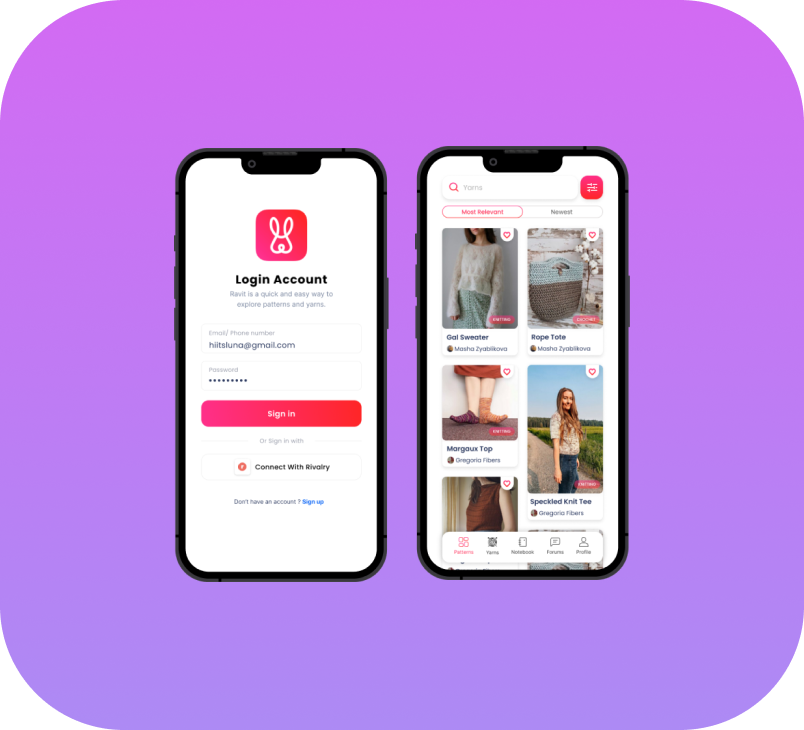 Login Account
Ravit is a quick and easy way to
explore patterns and yarns.
Email/ Phone number
hiitsluna@gmail.com
Password
Sign in
Or Sign in with
Connect With Rivalry
Don't have an account ? Sign up
Yarns
Most Relevant
Newest
KNITTING
CROCHET
Gal Sweater
Masha Zyablikova
Rope Tote
Masha Zyablikova
KNITTING
Margaux Top
Gregoria Fibers
KNITTING
Speckled Knit Tee
Gregoria Fibers
Patterns
Yarns
Notebook
Forums
Profile